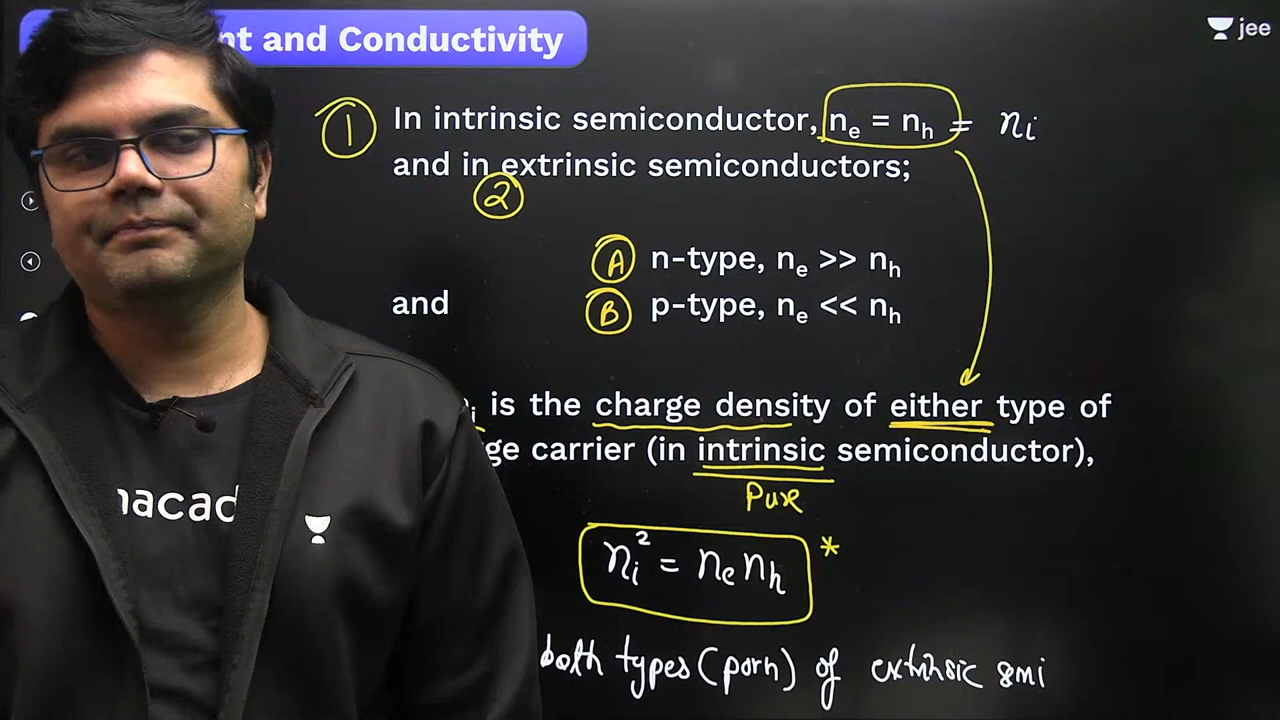 nt and Conductivity
jee
1 In intrinsic semiconductor, nₑ = nₕ = nᵢ
and in extrinsic semiconductors;
2
A n-type, nₑ >> nₕ
and B p-type, nₑ << nₕ
ᵢ is the charge density of either type of
ge carrier (in intrinsic semiconductor),
Pure
nᵢ² = nₑ nₕ *
both types (p or n) of extrinsic semi
nacad